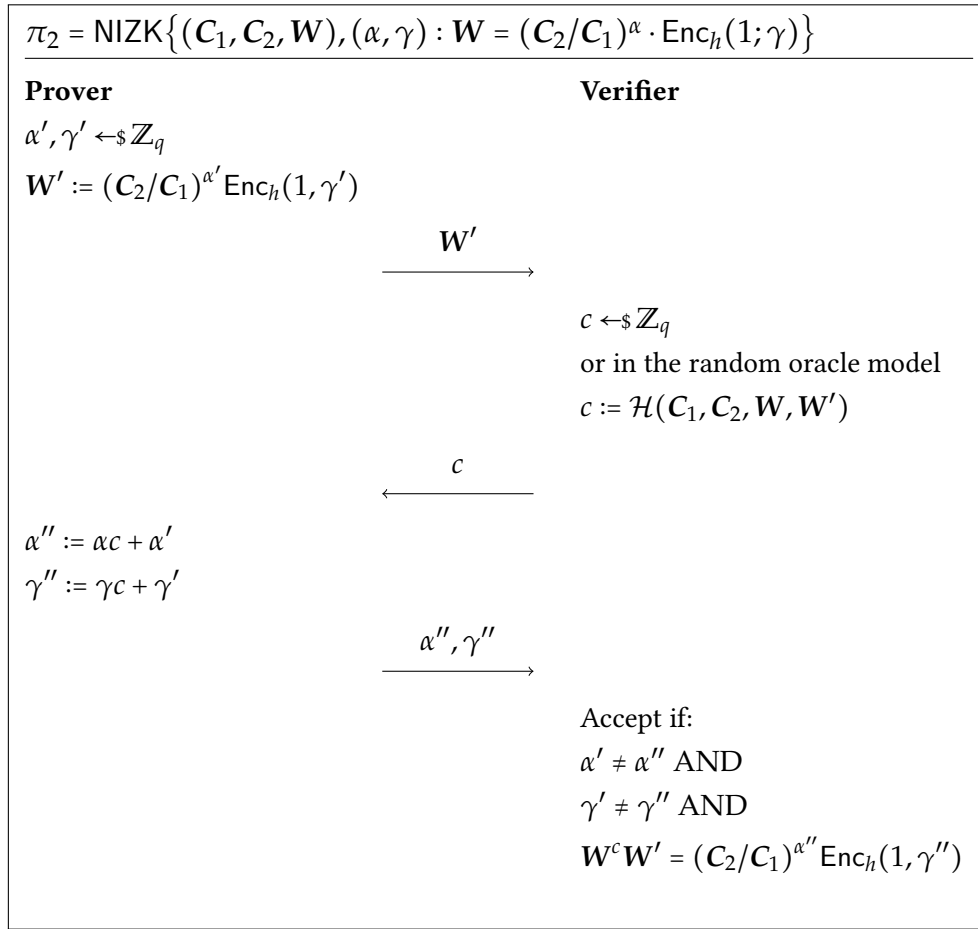 π₂ = NIZK{(C₁, C₂, W), (α, γ) : W = (C₂/C₁)^α · Enc_h(1; γ)}
Prover Verifier
α′, γ′ ←$ ℤ_q
W′ := (C₂/C₁)^α′ Enc_h(1, γ′)
W′
c ←$ ℤ_q
or in the random oracle model
c := ℋ(C₁, C₂, W, W′)
c
α″ := αc + α′
γ″ := γc + γ′
α″, γ″
Accept if:
α′ ≠ α″ AND
γ′ ≠ γ″ AND
W^c W′ = (C₂/C₁)^α″ Enc_h(1, γ″)